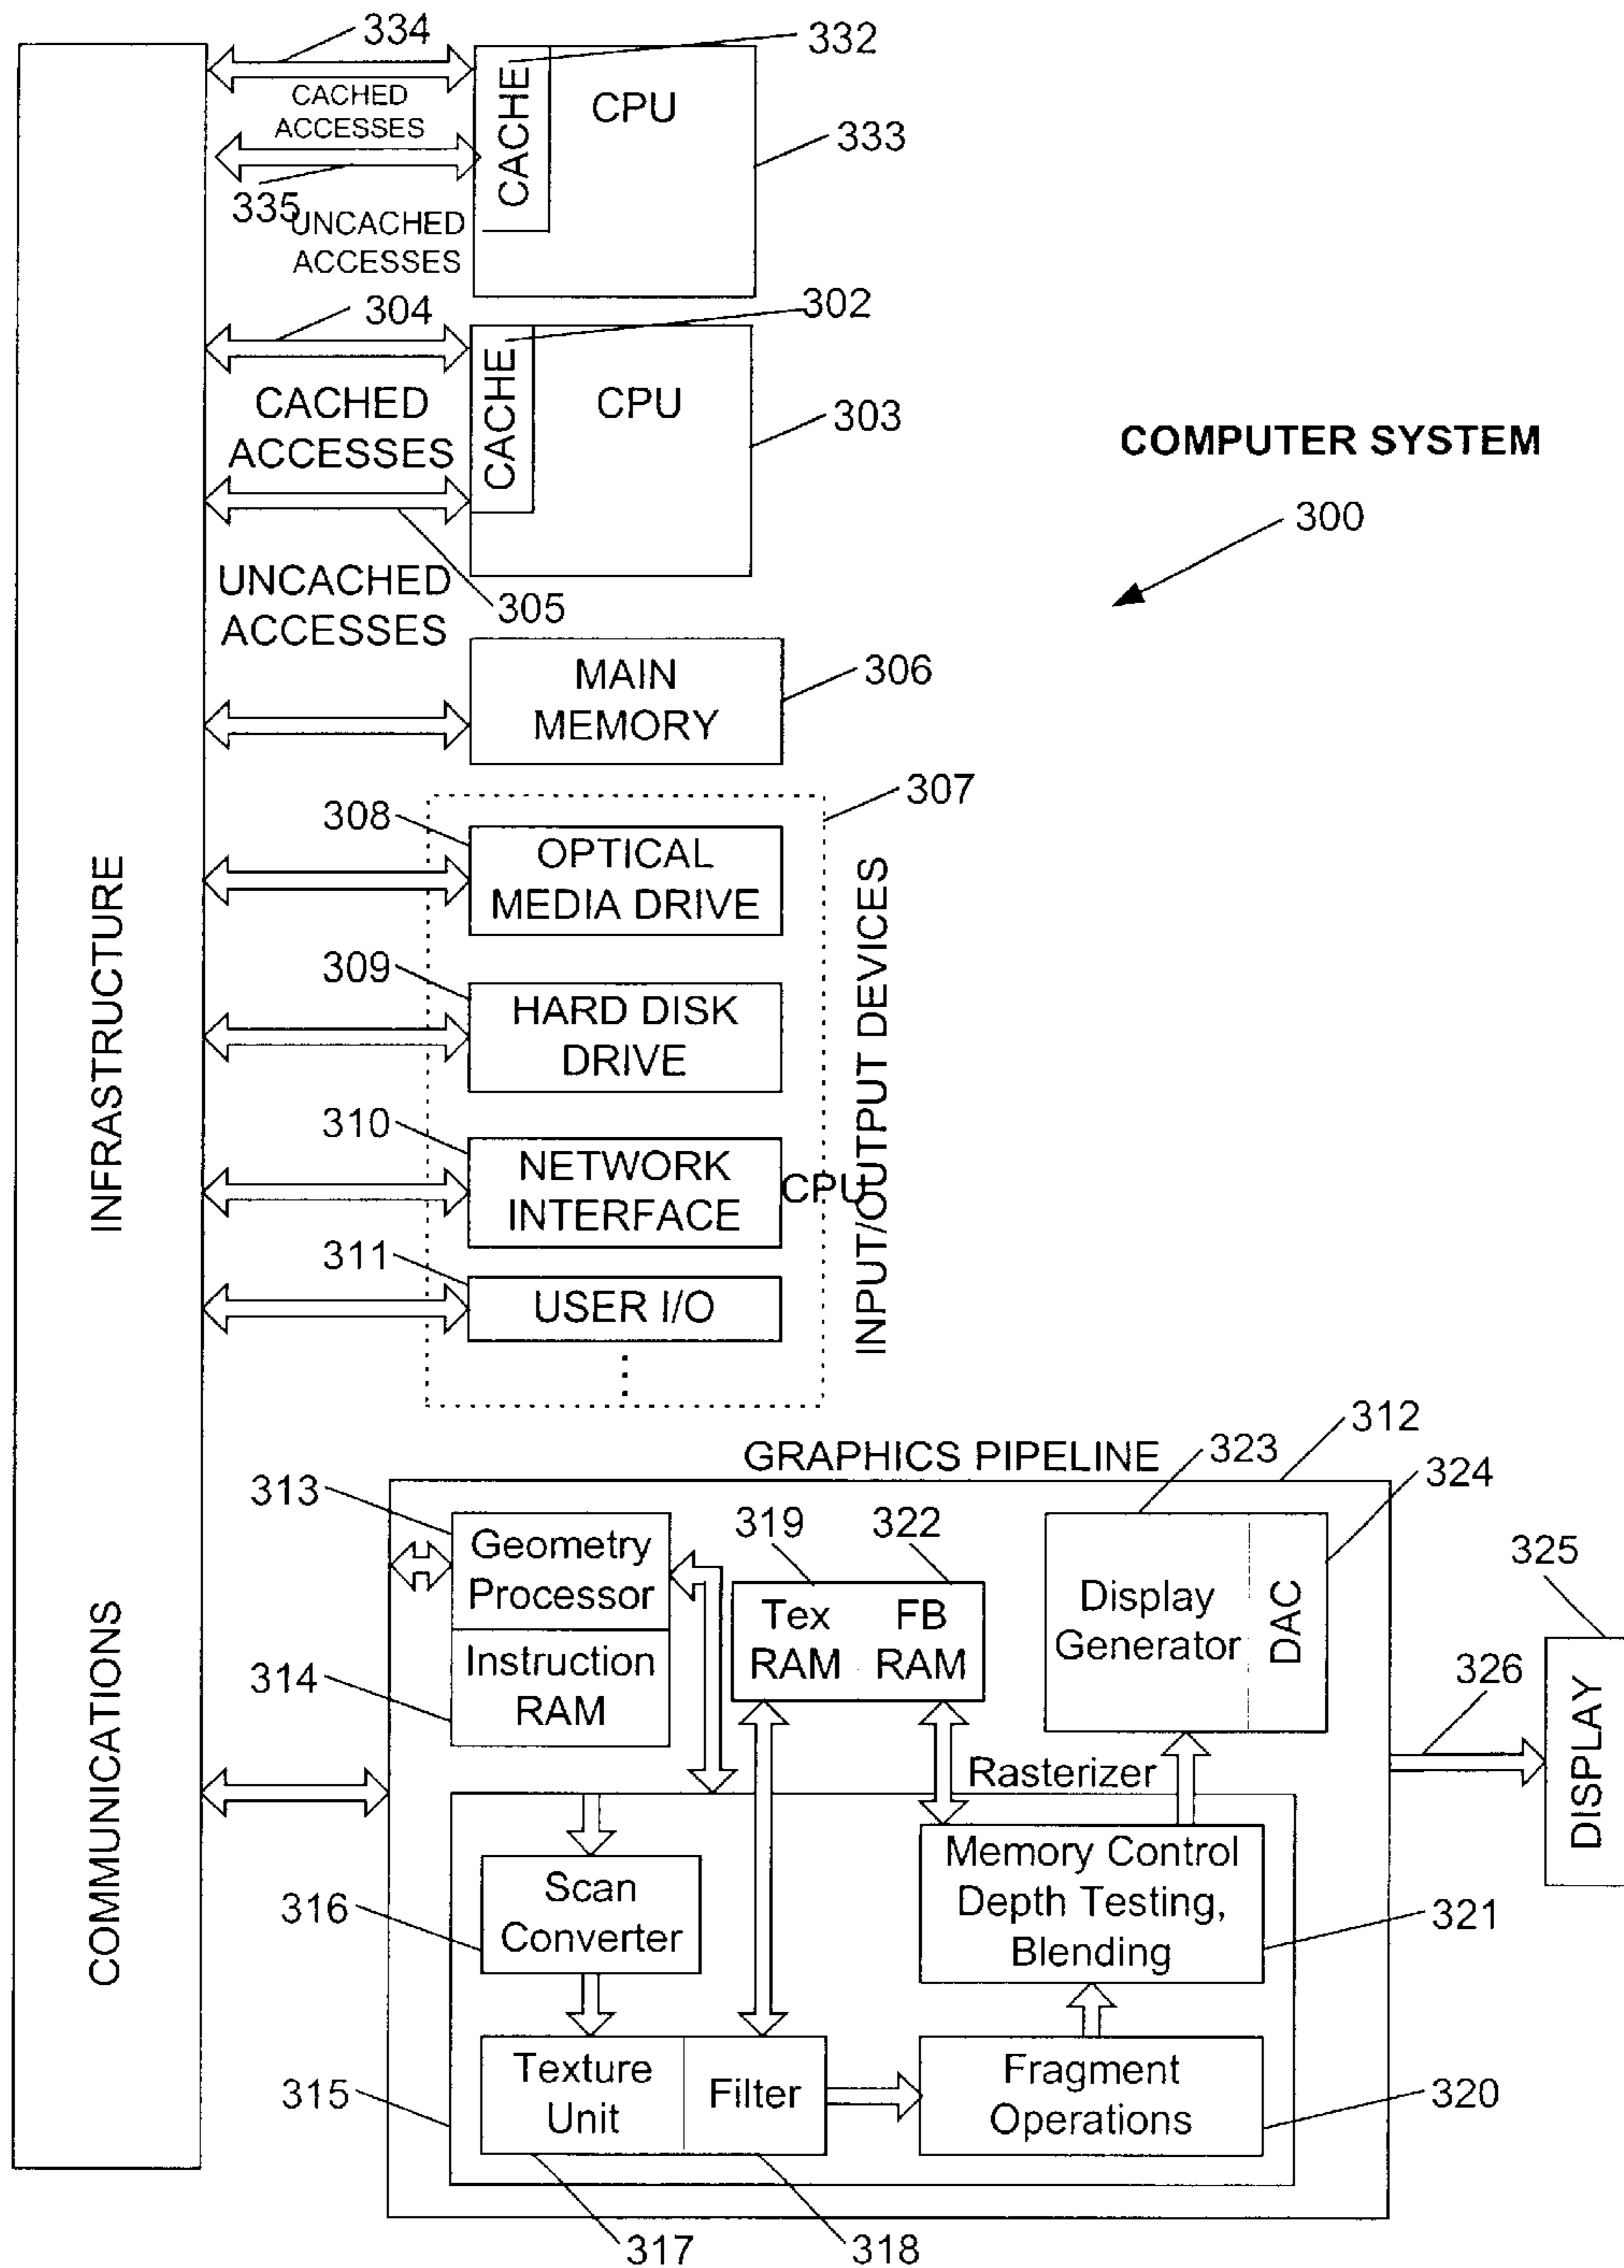 334
332
CACHED
ACCESSES
CACHE
CPU
333
335
UNCACHED
ACCESSES
304
302
CACHED
ACCESSES
CACHE
CPU
303
COMPUTER SYSTEM
300
UNCACHED
ACCESSES
305
MAIN
MEMORY
306
307
308
OPTICAL
MEDIA DRIVE
309
HARD DISK
DRIVE
310
NETWORK
INTERFACE
CPU
311
USER I/O
INPUT/OUTPUT DEVICES
INFRASTRUCTURE
COMMUNICATIONS
GRAPHICS PIPELINE
312
313
Geometry
Processor
314
Instruction
RAM
319
322
Tex
RAM
FB
RAM
323
324
Display
Generator
DAC
325
326
DISPLAY
Rasterizer
316
Scan
Converter
Memory Control
Depth Testing,
Blending
321
315
Texture
Unit
Filter
Fragment
Operations
320
317
318